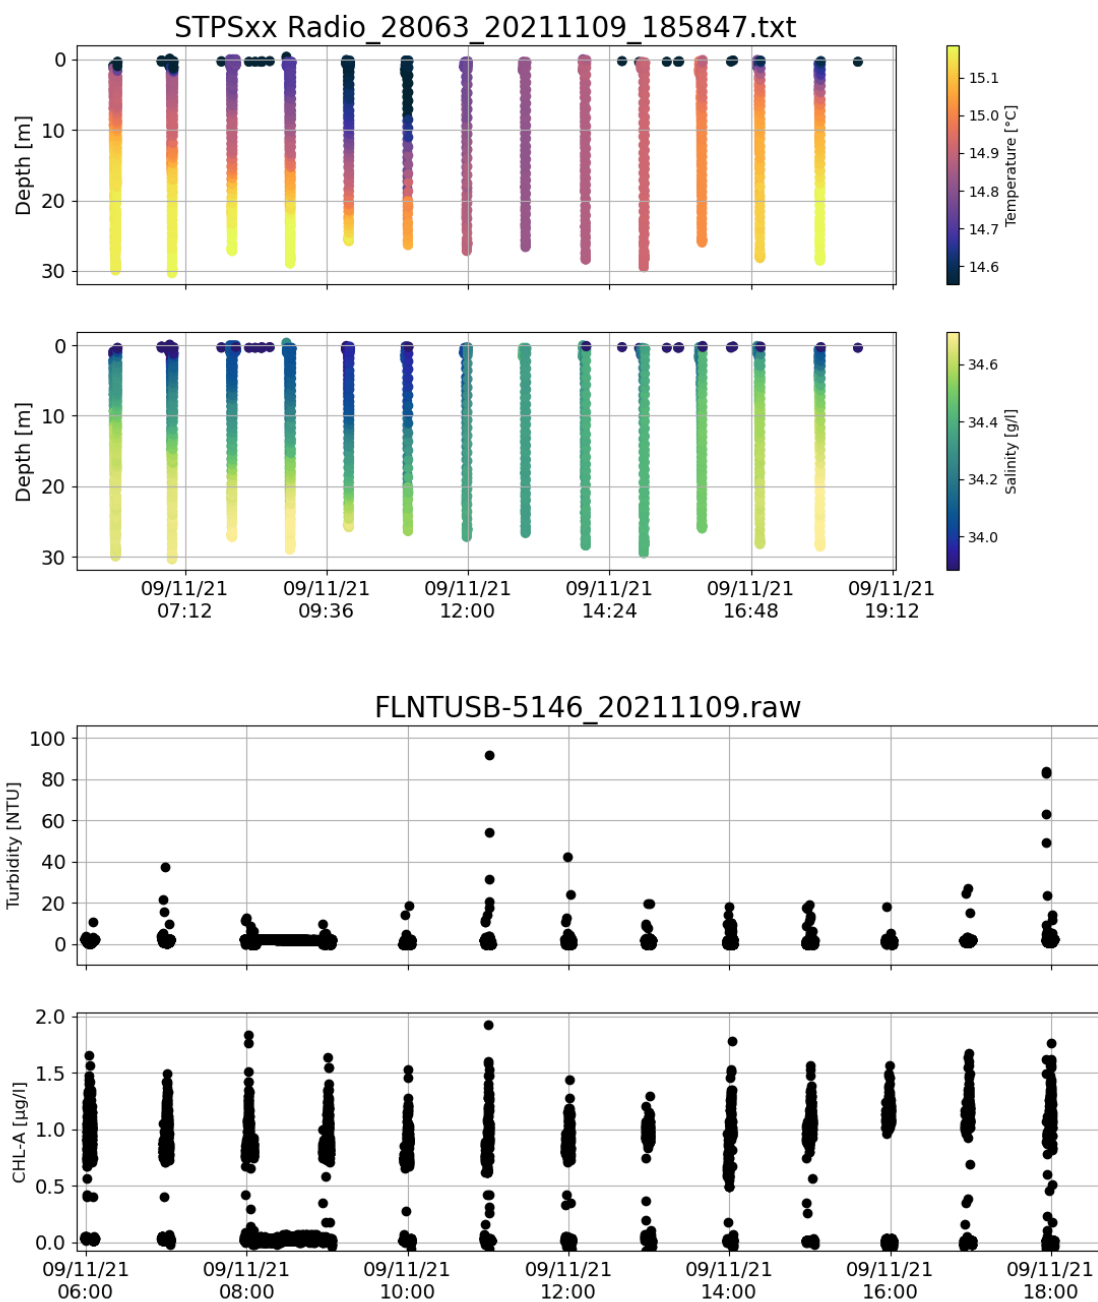 STPSxx Radio_28063_20211109_185847.txt
0
10
20
30
Depth [m]
15.1
15.0
14.9
14.8
14.7
14.6
Temperature [°C]
0
10
20
30
Depth [m]
34.6
34.4
34.2
34.0
Salinity [g/l]
09/11/21 09/11/21 09/11/21 09/11/21 09/11/21 09/11/21
07:12 09:36 12:00 14:24 16:48 19:12
FLNTUSB-5146_20211109.raw
100
80
60
40
20
0
Turbidity [NTU]
2.0
1.5
1.0
0.5
0.0
CHL-A [µg/l]
09/11/21 09/11/21 09/11/21 09/11/21 09/11/21 09/11/21 09/11/21
06:00 08:00 10:00 12:00 14:00 16:00 18:00